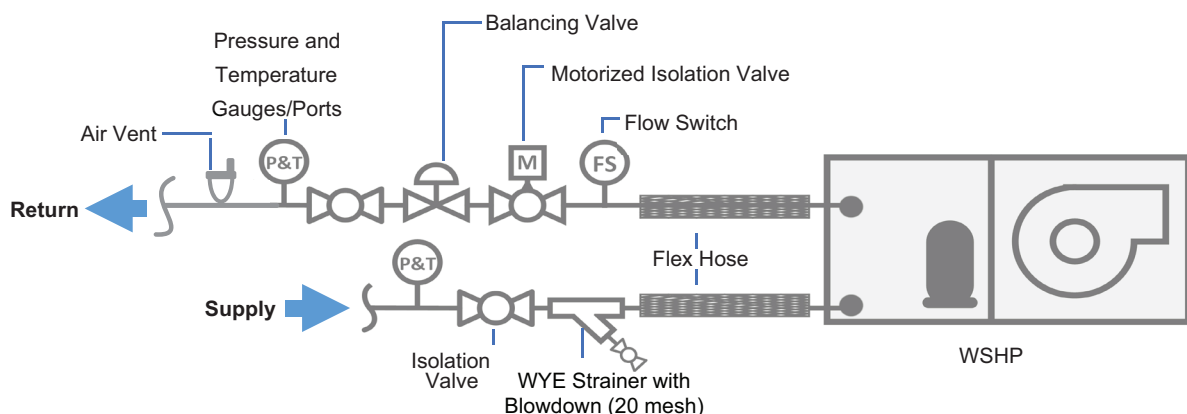 Balancing Valve
Pressure and
Temperature
Gauges/Ports
Motorized Isolation Valve
Air Vent
Flow Switch
P&T
M
FS
Return
Flex Hose
P&T
Supply
Isolation
Valve
WYE Strainer with
Blowdown (20 mesh)
WSHP